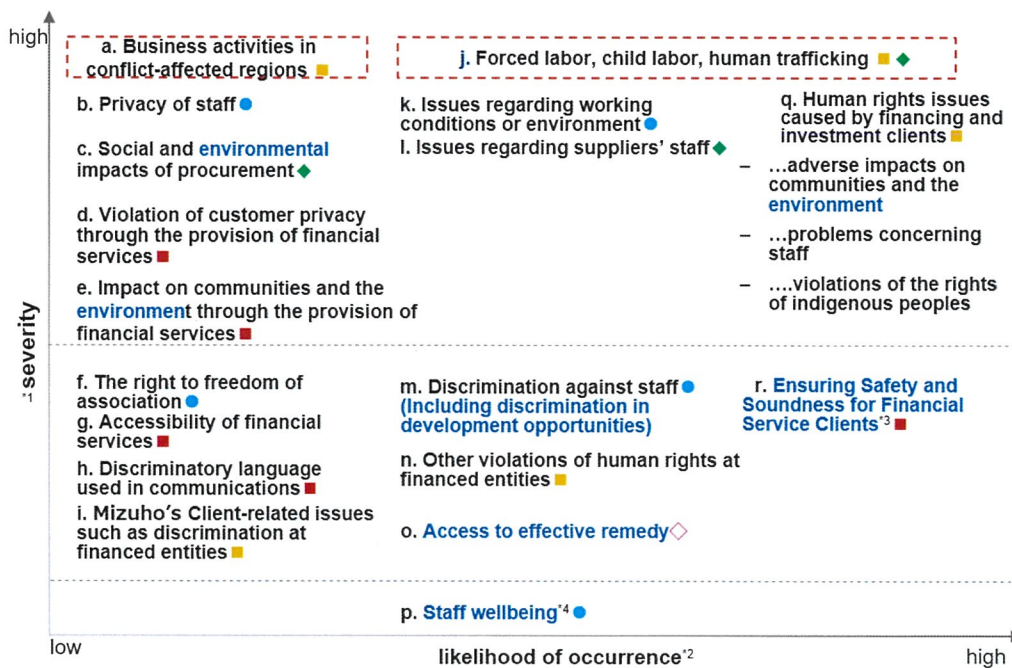 high
*1 severity
a. Business activities in
conflict-affected regions
b. Privacy of staff
c. Social and environmental
impacts of procurement
d. Violation of customer privacy
through the provision of financial
services
e. Impact on communities and the
environment through the provision of
financial services
f. The right to freedom of
association
g. Accessibility of financial
services
h. Discriminatory language
used in communications
i. Mizuho's Client-related issues
such as discrimination at
financed entities
j. Forced labor, child labor, human trafficking
k. Issues regarding working
conditions or environment
l. Issues regarding suppliers' staff
m. Discrimination against staff
(Including discrimination in
development opportunities)
n. Other violations of human rights at
financed entities
o. Access to effective remedy
p. Staff wellbeing*4
q. Human rights issues
caused by financing and
investment clients
– …adverse impacts on
communities and the
environment
– …problems concerning
staff
– ….violations of the rights
of indigenous peoples
r. Ensuring Safety and
Soundness for Financial
Service Clients*3
low
likelihood of occurrence*2
high